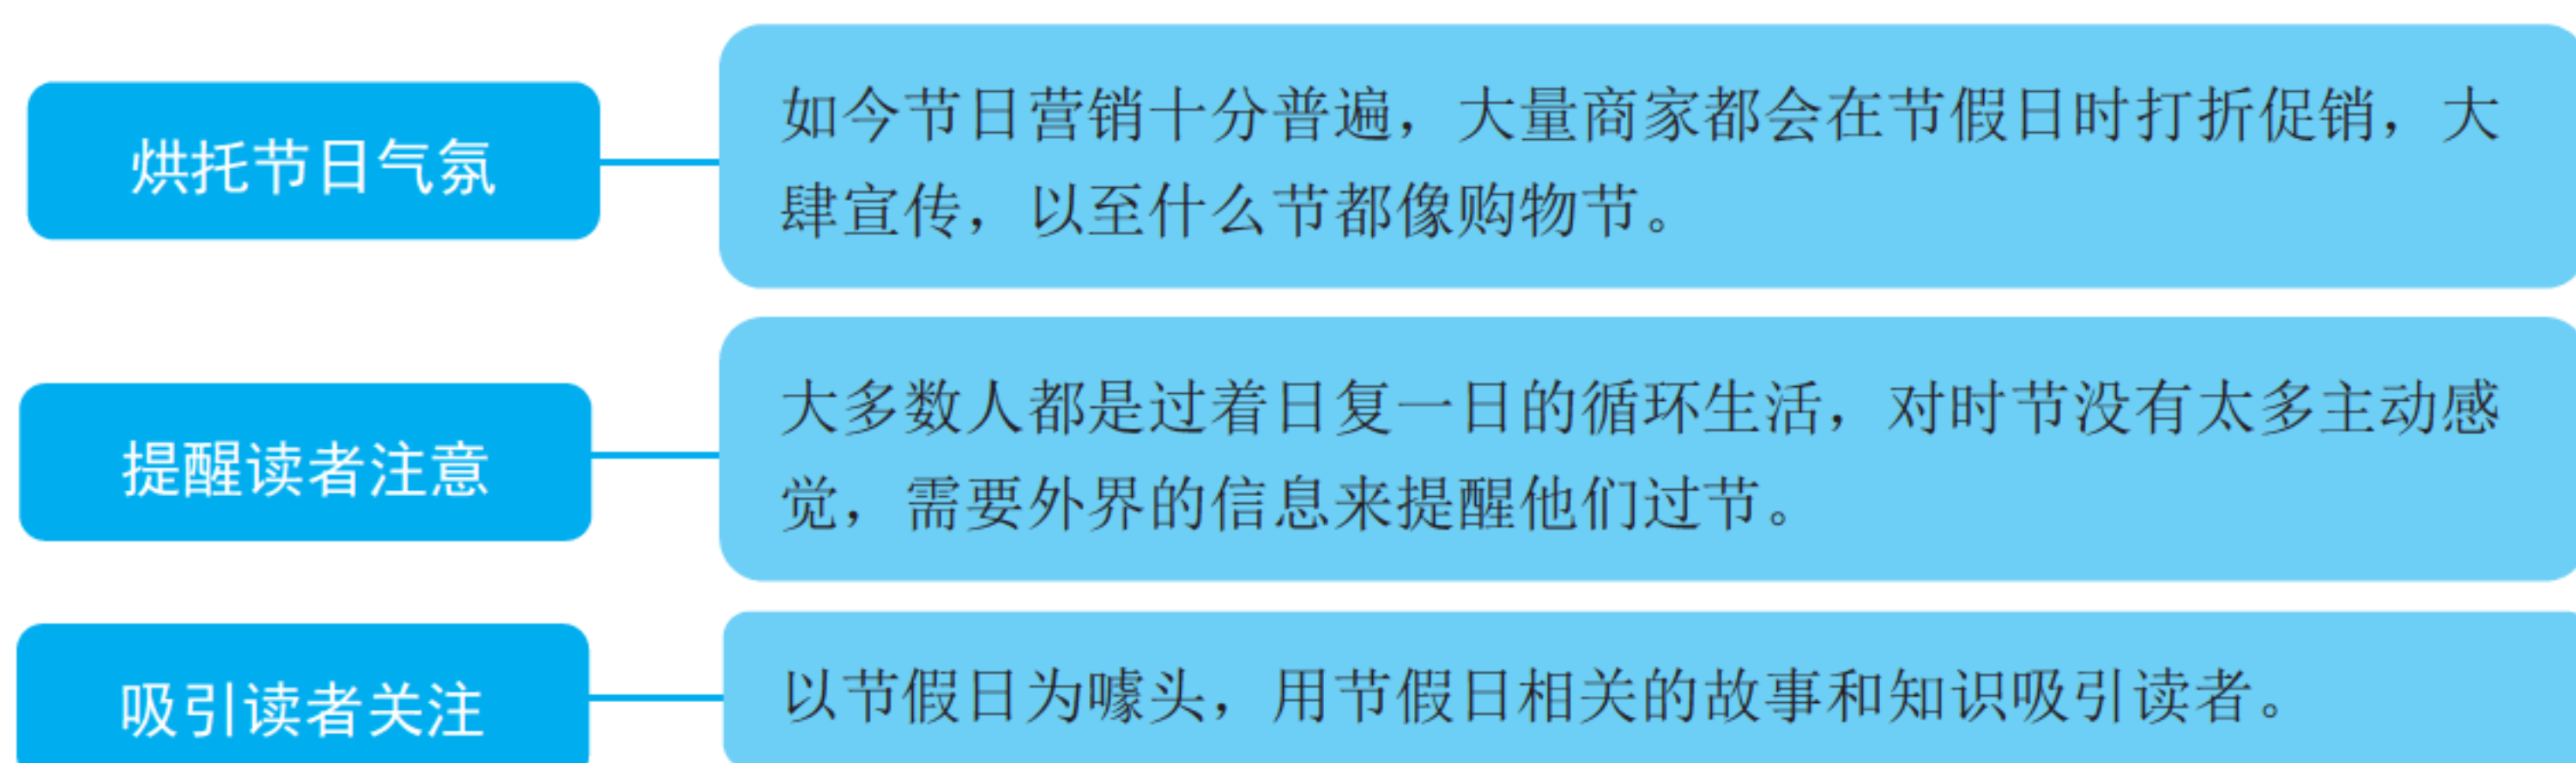 烘托节日气氛
如今节日营销十分普遍，大量商家都会在节假日时打折促销，大
肆宣传，以至什么节都像购物节。
提醒读者注意
大多数人都是过着日复一日的循环生活，对时节没有太多主动感
觉，需要外界的信息来提醒他们过节。
吸引读者关注
以节假日为噱头，用节假日相关的故事和知识吸引读者。